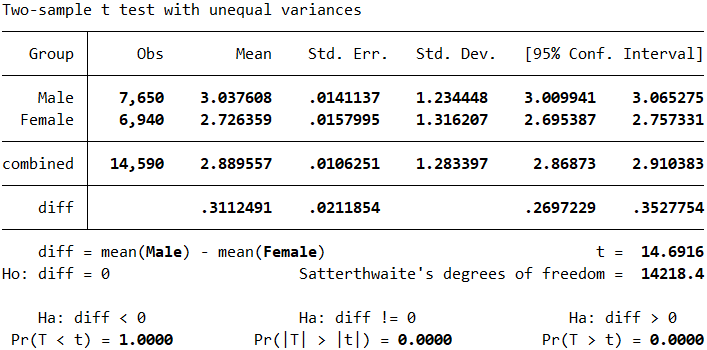 Two-sample t test with unequal variances
Group Obs Mean Std. Err. Std. Dev. [95% Conf. Interval]
Male 7,650 3.037608 .0141137 1.234448 3.009941 3.065275
Female 6,940 2.726359 .0157995 1.316207 2.695387 2.757331
combined 14,590 2.889557 .0106251 1.283397 2.86873 2.910383
diff .3112491 .0211854 .2697229 .3527754
diff = mean(Male) - mean(Female) t = 14.6916
Ho: diff = 0 Satterthwaite's degrees of freedom = 14218.4
Ha: diff < 0 Ha: diff != 0 Ha: diff > 0
Pr(T < t) = 1.0000 Pr(|T| > |t|) = 0.0000 Pr(T > t) = 0.0000